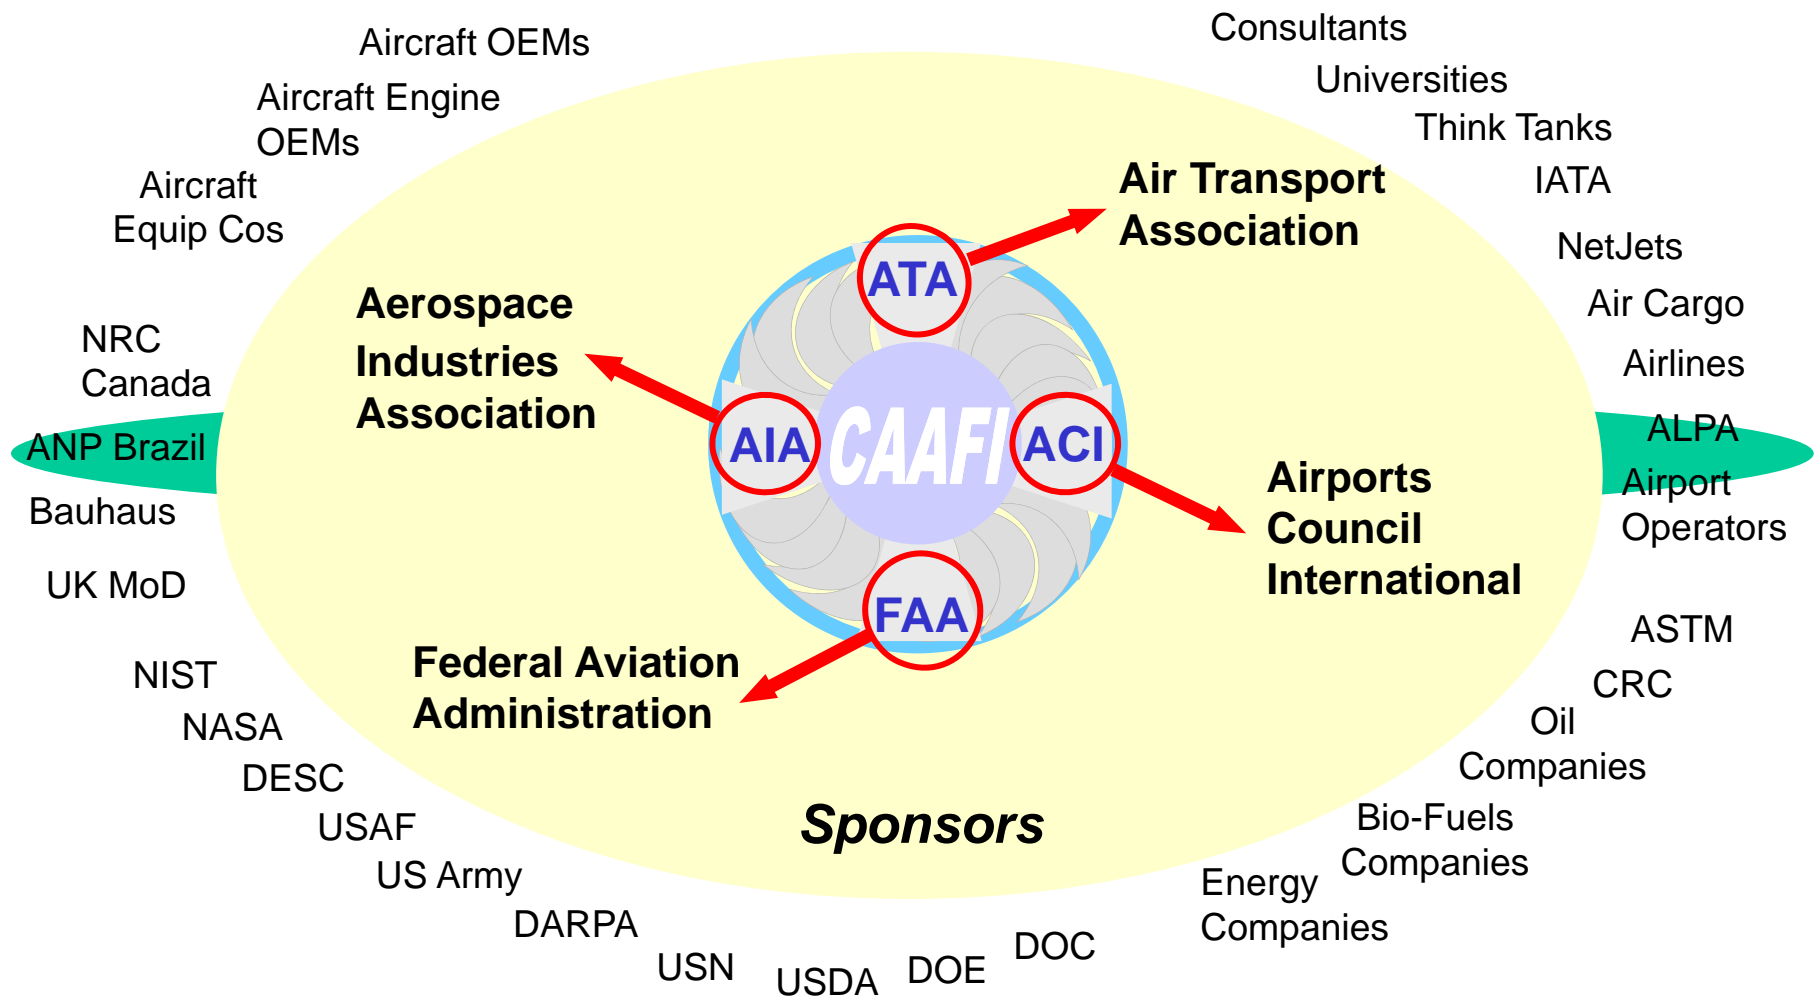 Aircraft OEMs
Aircraft Engine
OEMs
Aircraft
Equip Cos
NRC
Canada
ANP Brazil
Bauhaus
UK MoD
NIST
NASA
DESC
USAF
US Army
DARPA
USN
USDA
DOE
DOC
Consultants
Universities
Think Tanks
IATA
NetJets
Air Cargo
Airlines
ALPA
Airport
Operators
ASTM
CRC
Oil
Companies
Bio-Fuels
Companies
Energy
Companies
Air Transport
Association
Aerospace
Industries
Association
ATA
AIA
CAAFI
ACI
FAA
Airports
Council
International
Federal Aviation
Administration
Sponsors